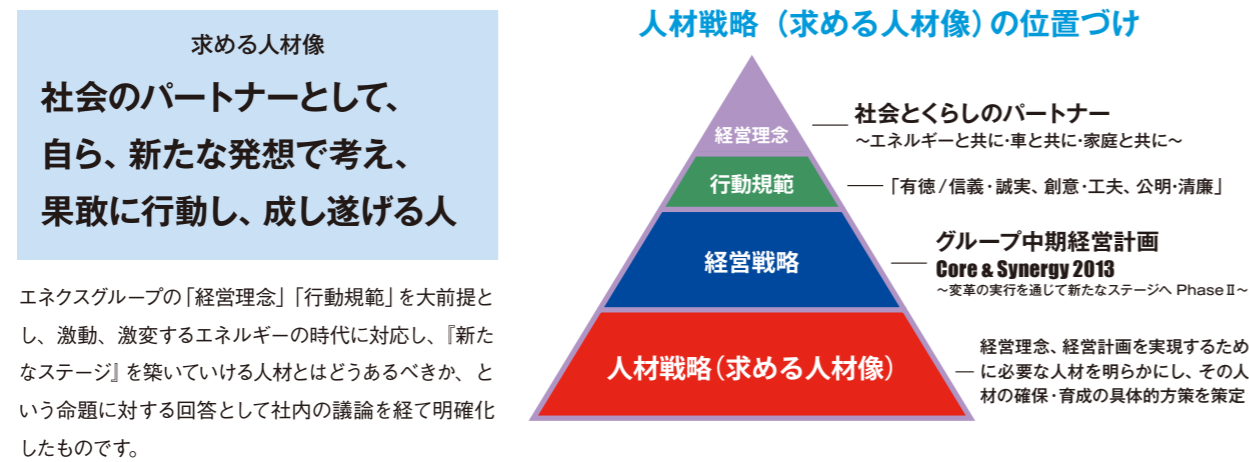 求める人材像
社会のパートナーとして、
自ら、新たな発想で考え、
果敢に行動し、成し遂げる人
エネクスグループの「経営理念」「行動規範」を大前提と
し、激動、激変するエネルギーの時代に対応し、『新た
なステージ』を築いていける人材とはどうあるべきか、と
いう命題に対する回答として社内の議論を経て明確化
したものです。
人材戦略（求める人材像）の位置づけ
経営理念
社会とくらしのパートナー
～エネルギーと共に・車と共に・家庭と共に～
行動規範
「有徳/信義・誠実、創意・工夫、公明・清廉」
経営戦略
グループ中期経営計画
Core & Synergy 2013
～変革の実行を通じて新たなステージへ PhaseⅡ～
人材戦略（求める人材像）
経営理念、経営計画を実現するため
に必要な人材を明らかにし、その人
材の確保・育成の具体的方策を策定